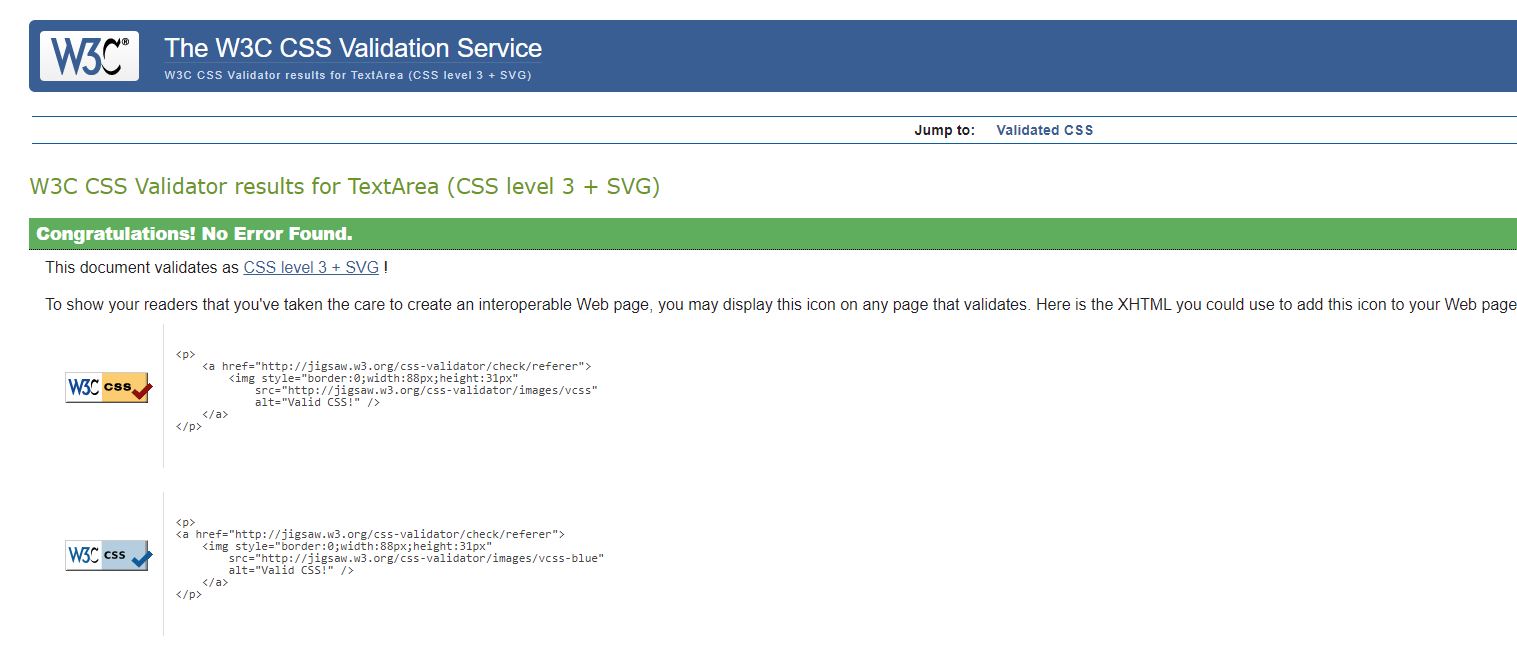 W3C®
The W3C CSS Validation Service
W3C CSS Validator results for TextArea (CSS level 3 + SVG)
Jump to: Validated CSS
W3C CSS Validator results for TextArea (CSS level 3 + SVG)
Congratulations! No Error Found.
This document validates as CSS level 3 + SVG !
To show your readers that you've taken the care to create an interoperable Web page, you may display this icon on any page that validates. Here is the XHTML you could use to add this icon to your Web page
W3C css
<p>
<a href="http://jigsaw.w3.org/css-validator/check/referer">
<img style="border:0;width:88px;height:31px"
src="http://jigsaw.w3.org/css-validator/images/vcss"
alt="Valid CSS!" />
</a>
</p>
W3C css
<p>
<a href="http://jigsaw.w3.org/css-validator/check/referer">
<img style="border:0;width:88px;height:31px"
src="http://jigsaw.w3.org/css-validator/images/vcss-blue"
alt="Valid CSS!" />
</a>
</p>